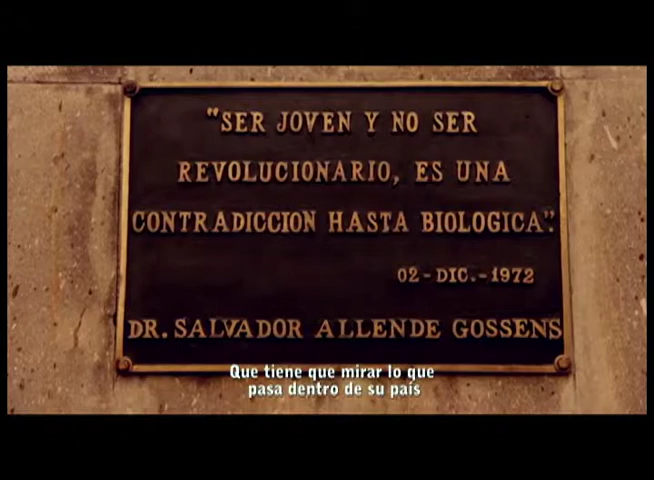 "SER JOVEN Y NO SER
REVOLUCIONARIO, ES UNA
CONTRADICCION HASTA BIOLOGICA".
02-DIC.-1972
DR. SALVADOR ALLENDE GOSSENS
Que tiene que mirar lo que
pasa dentro de su país